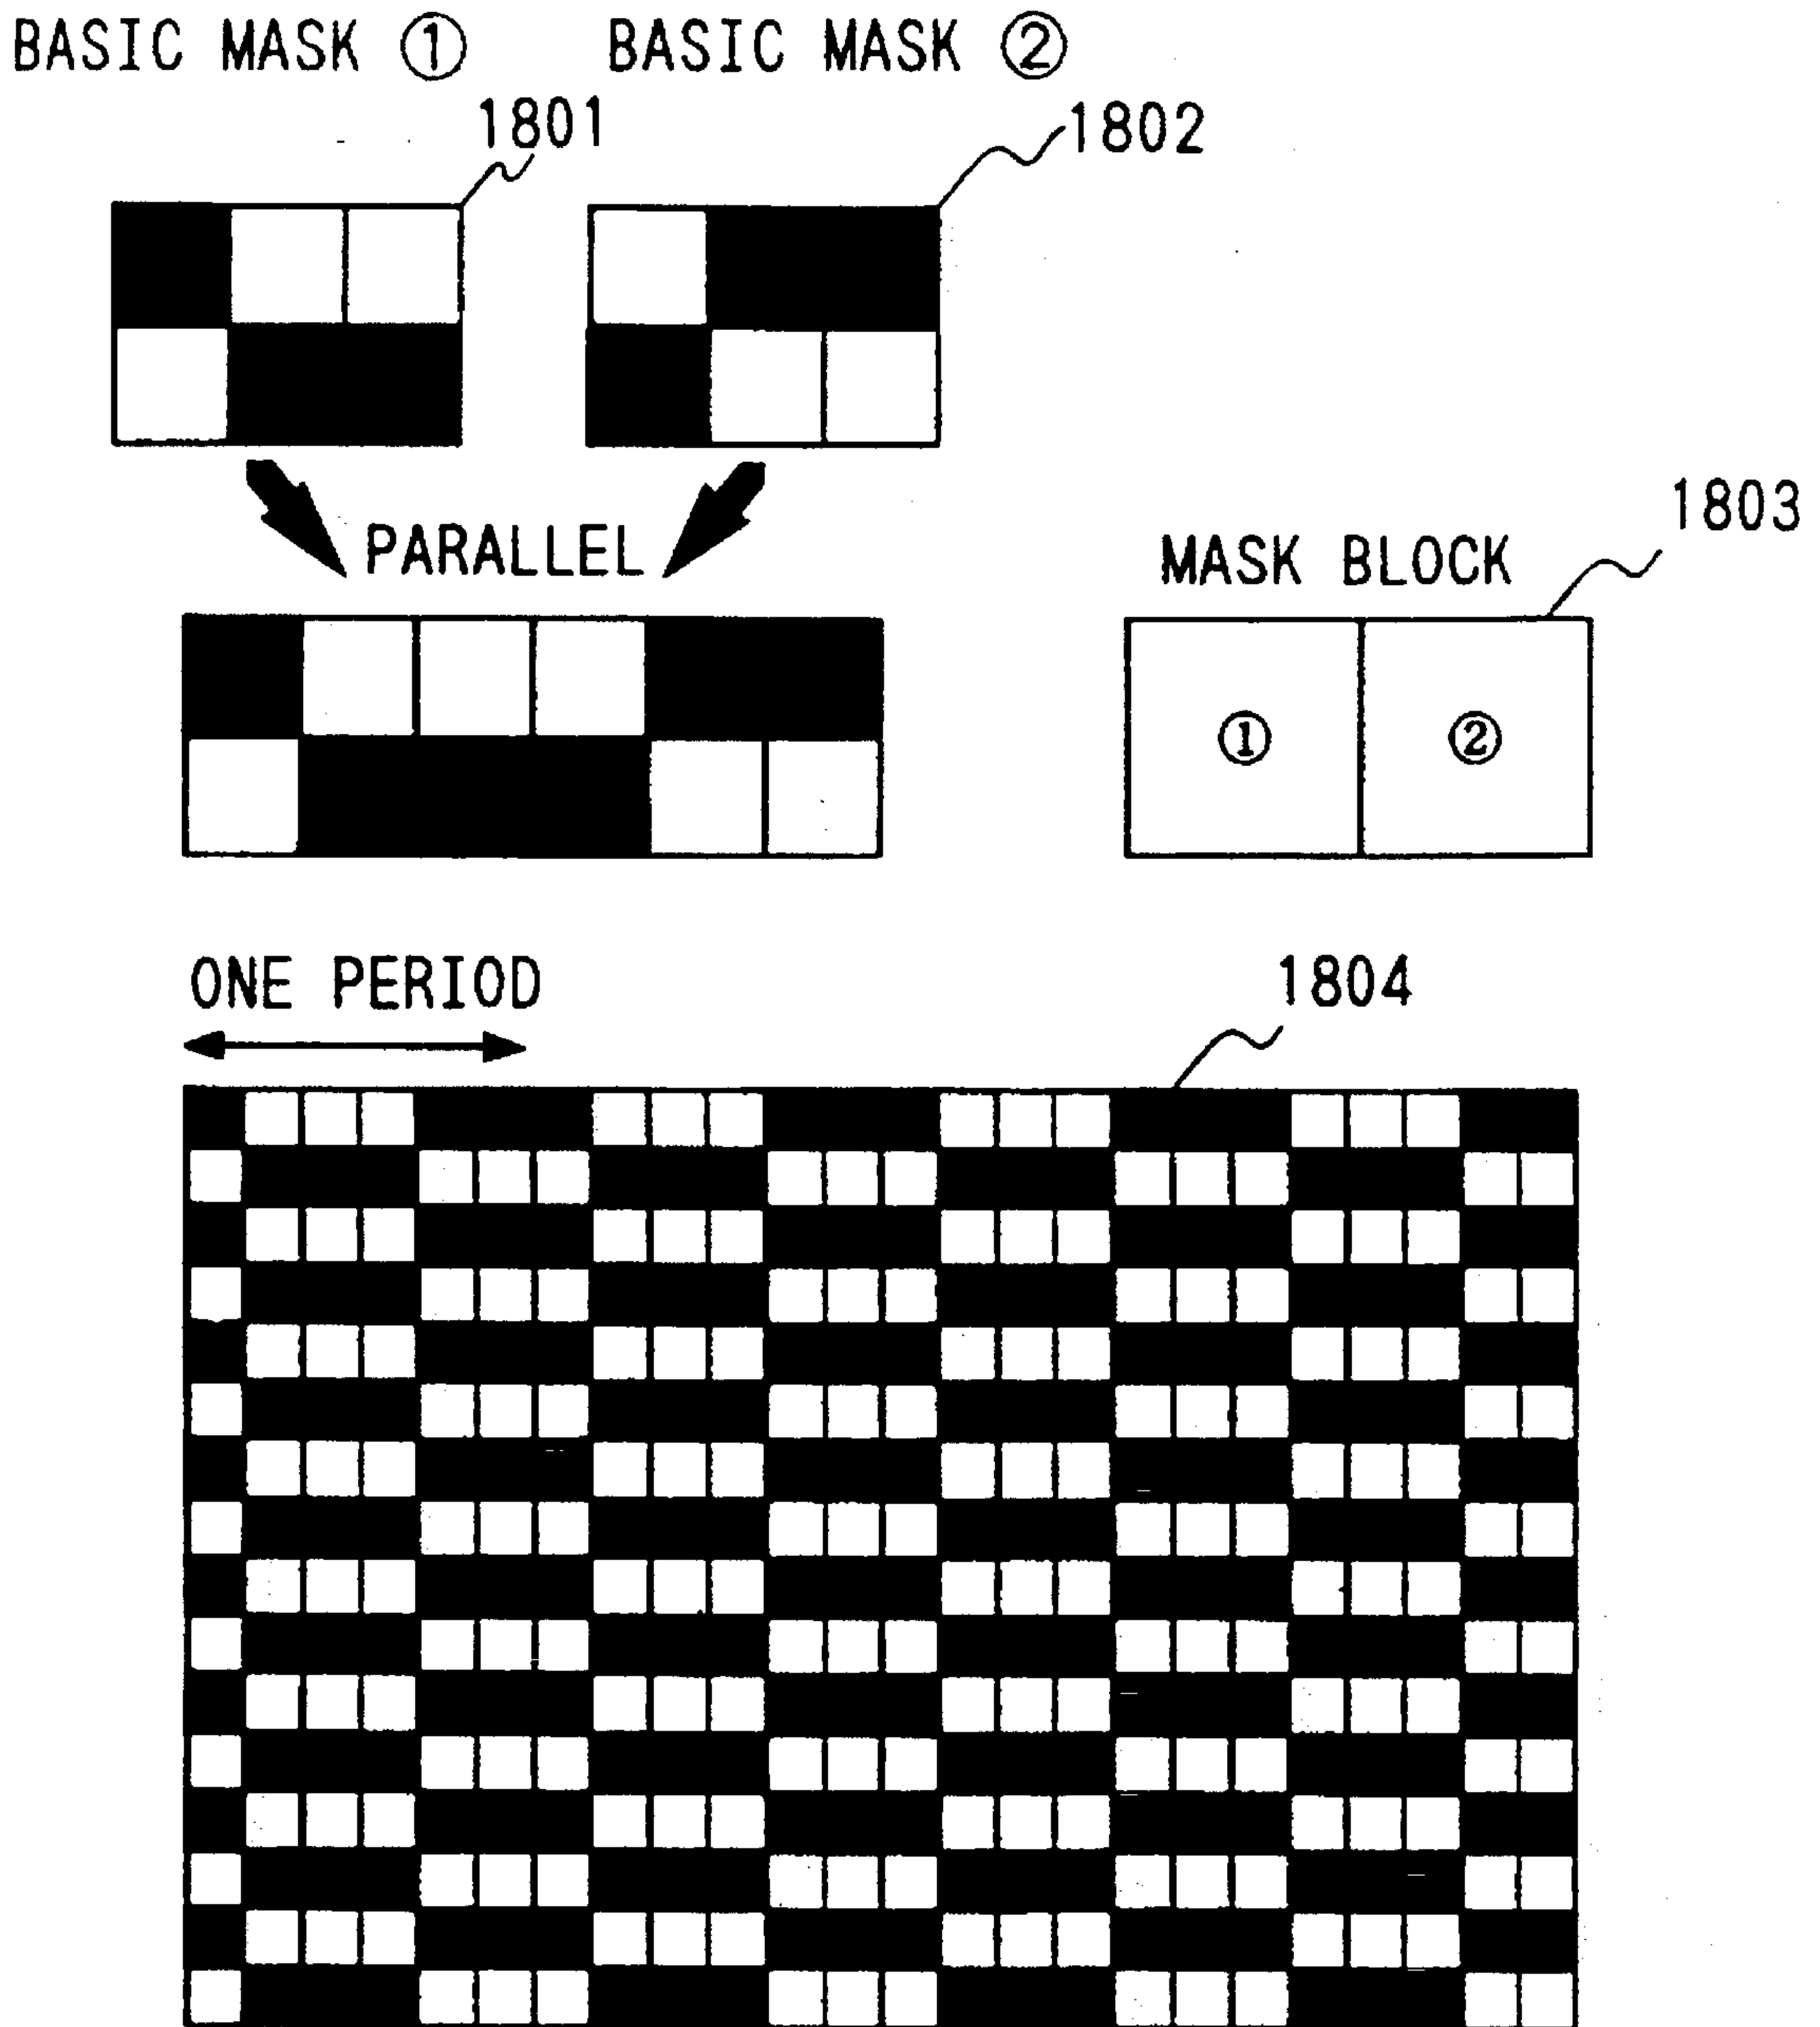 BASIC MASK ① BASIC MASK ②
1801
1802
PARALLEL
1803
MASK BLOCK
① ②
ONE PERIOD
1804